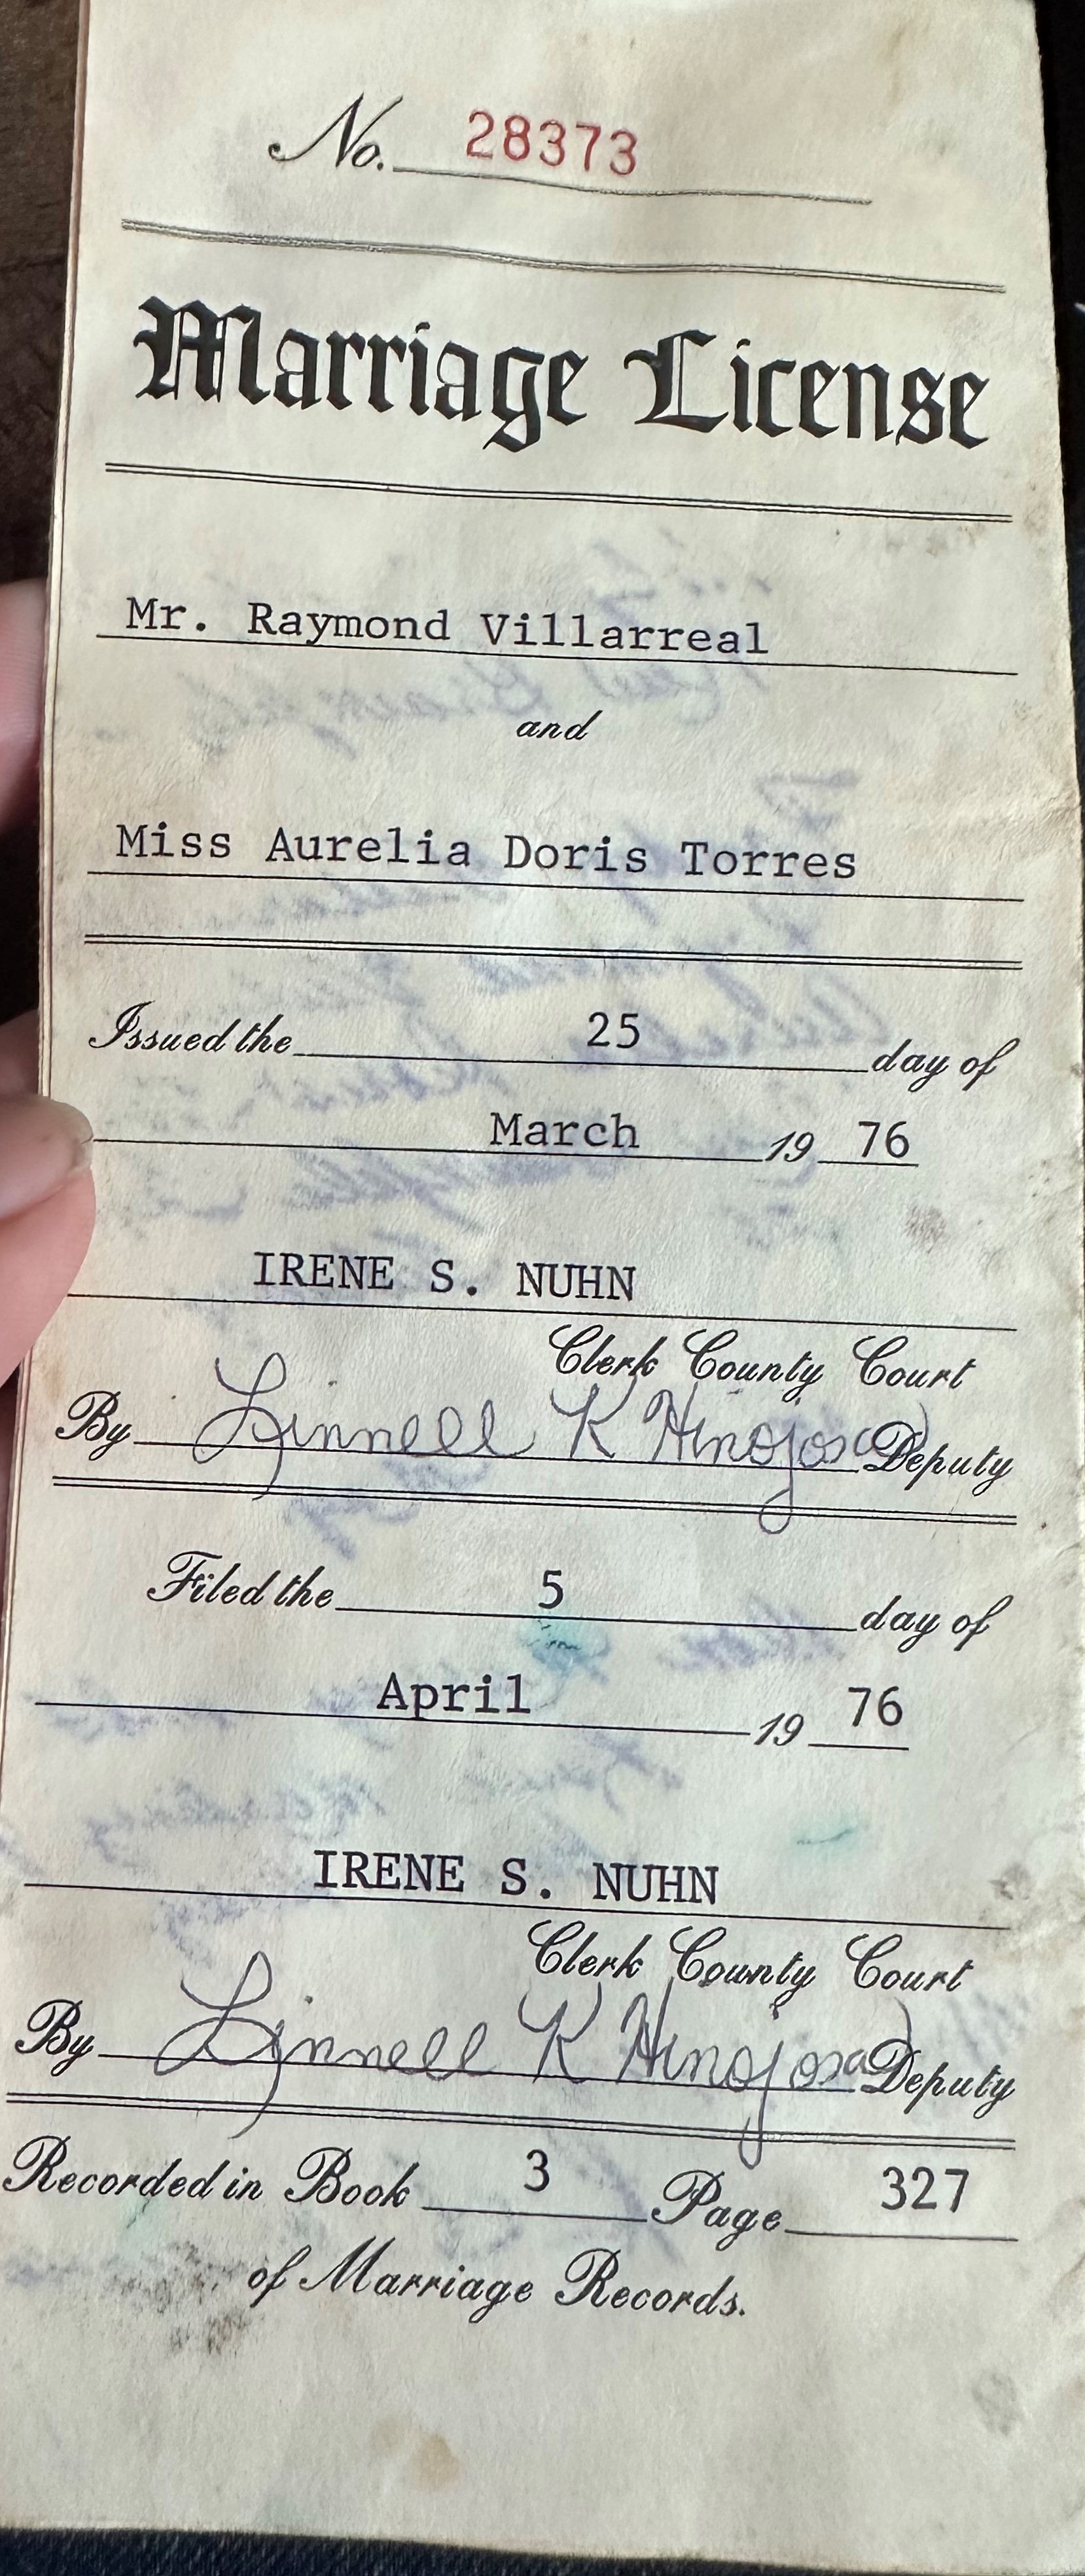 No. 28373
Marriage License
Mr. Raymond Villarreal
and
Miss Aurelia Doris Torres
Issued the 25 day of
March 19 76
IRENE S. NUHN
Clerk County Court
By Linnell K Hinojosa Deputy
Filed the 5 day of
April 19 76
IRENE S. NUHN
Clerk County Court
By Linnell K Hinojosa Deputy
Recorded in Book 3 Page 327
of Marriage Records.